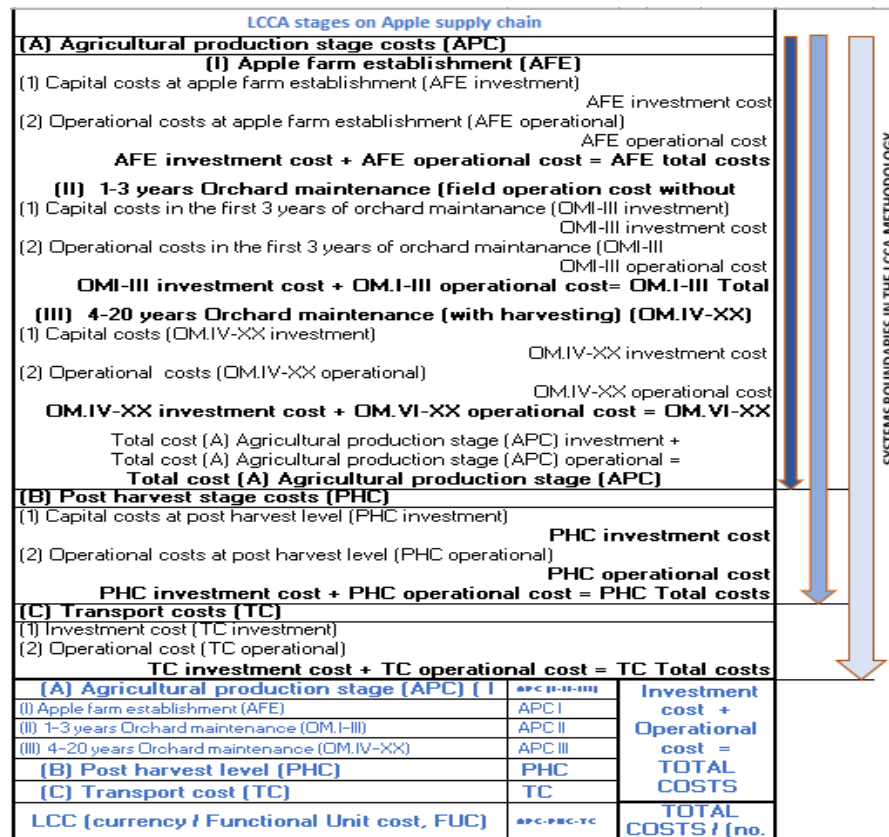 LCCA stages on Apple supply chain
(A) Agricultural production stage costs (APC)
(I) Apple farm establishment (AFE)
(1) Capital costs at apple farm establishment (AFE investment)
AFE investment cost
(2) Operational costs at apple farm establishment (AFE operational)
AFE operational cost
AFE investment cost + AFE operational cost = AFE total costs
(II) 1-3 years Orchard maintenance (field operation cost without
(1) Capital costs in the first 3 years of orchard maintanance (OMI-III investment)
OMI-III investment cost
(2) Operational costs in the first 3 years of orchard maintanance (OMI-III
OMI-III operational cost
OMI-III investment cost + OM.I-III operational cost= OM.I-III Total
(III) 4-20 years Orchard maintenance (with harvesting) (OM.IV-XX)
(1) Capital costs (OM.IV-XX investment)
OM.IV-XX investment cost
(2) Operational costs (OM.IV-XX operational)
OM.IV-XX operational cost
OM.IV-XX investment cost + OM.VI-XX operational cost = OM.VI-XX
Total cost (A) Agricultural production stage (APC) investment +
Total cost (A) Agricultural production stage (APC) operational =
Total cost (A) Agricultural production stage (APC)
(B) Post harvest stage costs (PHC)
(1) Capital costs at post harvest level (PHC investment)
PHC investment cost
(2) Operational costs at post harvest level (PHC operational)
PHC operational cost
PHC investment cost + PHC operational cost = PHC Total costs
(C) Transport costs (TC)
(1) Investment cost (TC investment)
(2) Operational cost (TC operational)
TC investment cost + TC operational cost = TC Total costs
(A) Agricultural production stage (APC) ( I
APC (I-II-III)
(I) Apple farm establishment (AFE)
APC I
(II) 1-3 years Orchard maintenance (OM.I-III)
APC II
(III) 4-20 years Orchard maintenance (OM.IV-XX)
APC III
(B) Post harvest level (PHC)
PHC
(C) Transport cost (TC)
TC
Investment
cost +
Operational
cost =
TOTAL
COSTS
LCC (currency / Functional Unit cost, FUC)
APC-PHC-TC
TOTAL
COSTS / (no.
SYSTEMS BOUNDARIES IN THE LCCA METHODOLOGY